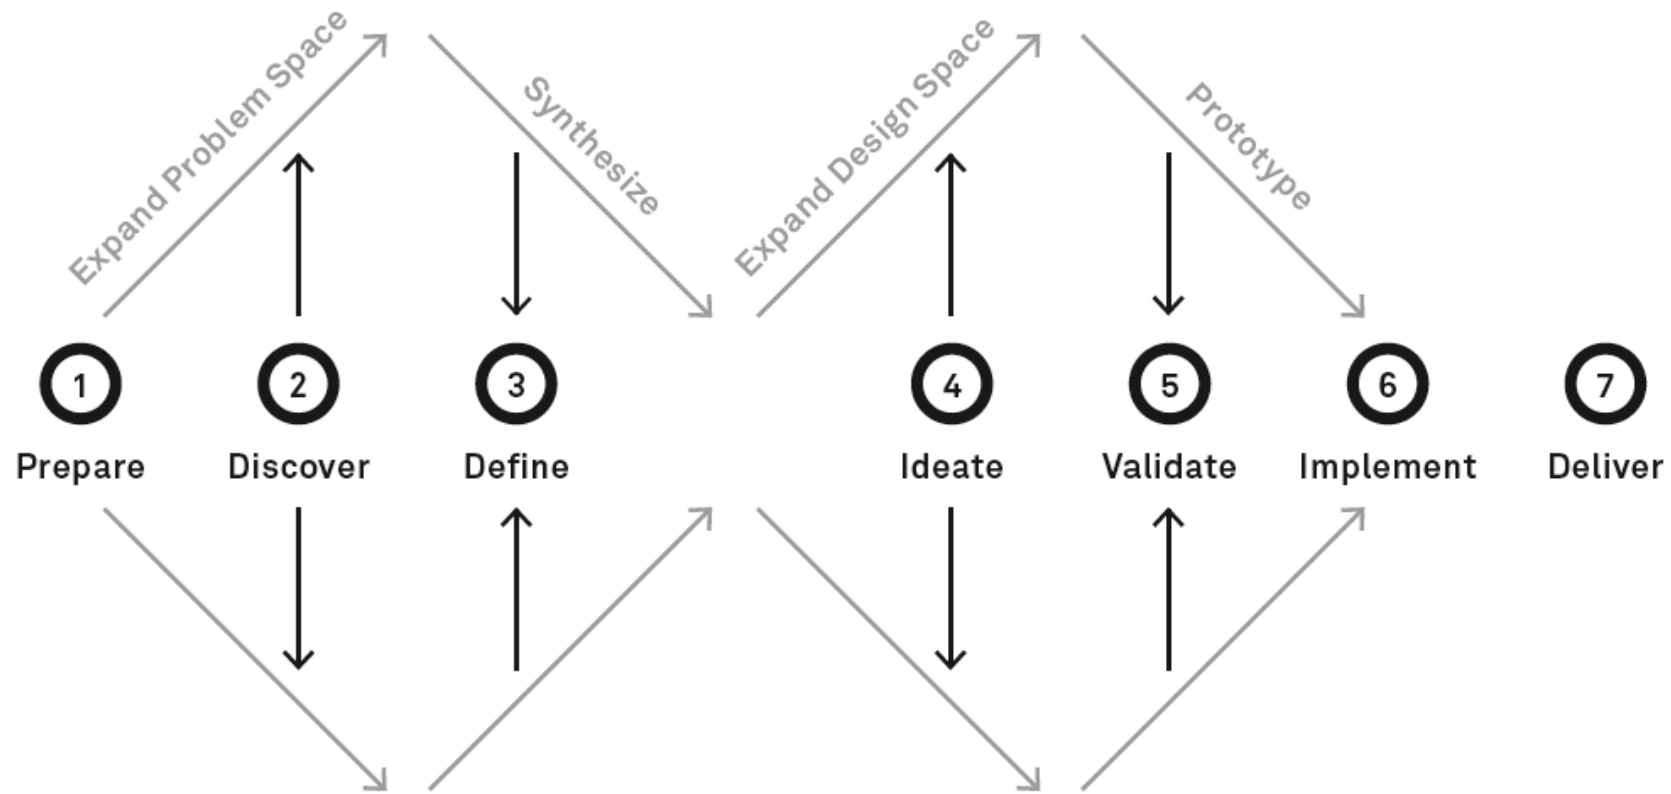 Expand Problem Space
Synthesize
Expand Design Space
Prototype
1
2
3
4
5
6
7
Prepare
Discover
Define
Ideate
Validate
Implement
Deliver